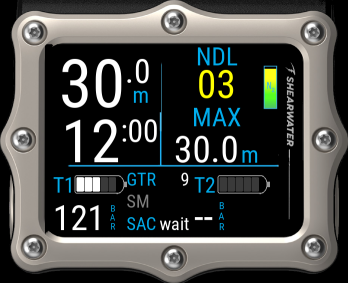 30.0 m
NDL
03
12:00
MAX
30.0m
N₂
SHEARWATER
T1
GTR 9
T2
121 BAR
SM
SAC wait
-- BAR